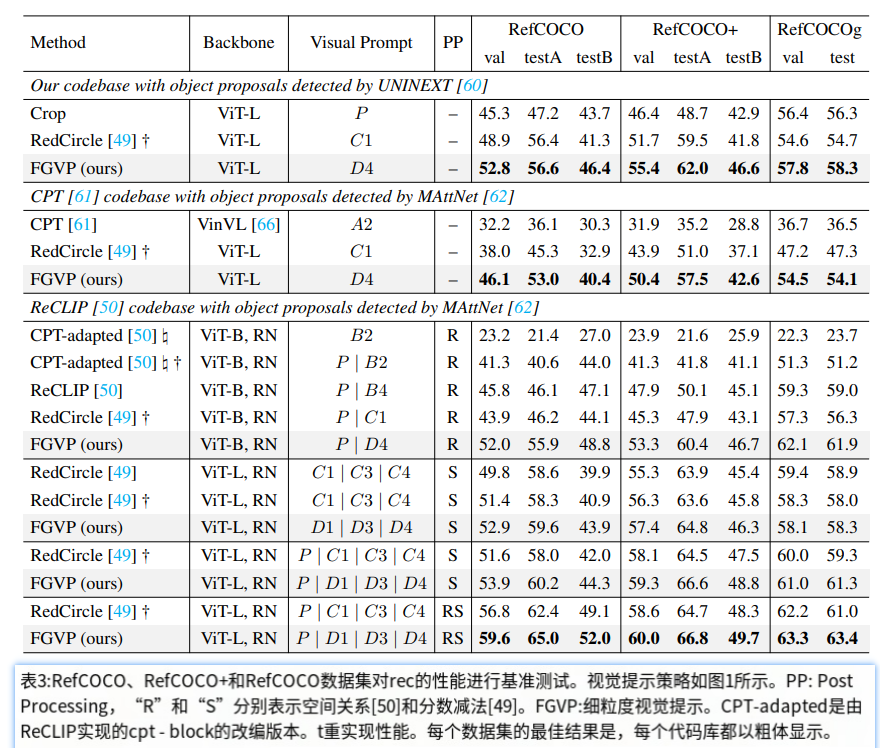 Method Backbone Visual Prompt PP RefCOCO RefCOCO+ RefCOCOg
val testA testB val testA testB val test
Our codebase with object proposals detected by UNINEXT [60]
Crop ViT-L P – 45.3 47.2 43.7 46.4 48.7 42.9 56.4 56.3
RedCircle [49] † ViT-L C1 – 48.9 56.4 41.3 51.7 59.5 41.8 54.6 54.7
FGVP (ours) ViT-L D4 – 52.8 56.6 46.4 55.4 62.0 46.6 57.8 58.3
CPT [61] codebase with object proposals detected by MAttNet [62]
CPT [61] VinVL [66] A2 – 32.2 36.1 30.3 31.9 35.2 28.8 36.7 36.5
RedCircle [49] † ViT-L C1 – 38.0 45.3 32.9 43.9 51.0 37.1 47.2 47.3
FGVP (ours) ViT-L D4 – 46.1 53.0 40.4 50.4 57.5 42.6 54.5 54.1
ReCLIP [50] codebase with object proposals detected by MAttNet [62]
CPT-adapted [50] ♮ ViT-B, RN B2 R 23.2 21.4 27.0 23.9 21.6 25.9 22.3 23.7
CPT-adapted [50] ♮ † ViT-B, RN P | B2 R 41.3 40.6 44.0 41.3 41.8 41.1 51.3 51.2
ReCLIP [50] ViT-B, RN P | B4 R 45.8 46.1 47.1 47.9 50.1 45.1 59.3 59.0
RedCircle [49] † ViT-B, RN P | C1 R 43.9 46.2 44.1 45.3 47.9 43.1 57.3 56.3
FGVP (ours) ViT-B, RN P | D4 R 52.0 55.9 48.8 53.3 60.4 46.7 62.1 61.9
RedCircle [49] ViT-L, RN C1 | C3 | C4 S 49.8 58.6 39.9 55.3 63.9 45.4 59.4 58.9
RedCircle [49] † ViT-L, RN C1 | C3 | C4 S 51.4 58.3 40.9 56.3 63.6 45.8 58.3 58.0
FGVP (ours) ViT-L, RN D1 | D3 | D4 S 52.9 59.6 43.9 57.4 64.8 46.3 58.1 58.3
RedCircle [49] † ViT-L, RN P | C1 | C3 | C4 S 51.6 58.0 42.0 58.1 64.5 47.5 60.0 59.3
FGVP (ours) ViT-L, RN P | D1 | D3 | D4 S 53.9 60.2 44.3 59.3 66.6 48.8 61.0 61.3
RedCircle [49] † ViT-L, RN P | C1 | C3 | C4 RS 56.8 62.4 49.1 58.6 64.7 48.3 62.2 61.0
FGVP (ours) ViT-L, RN P | D1 | D3 | D4 RS 59.6 65.0 52.0 60.0 66.8 49.7 63.3 63.4
表3:RefCOCO、RefCOCO+和RefCOCO数据集对rec的性能进行基准测试。视觉提示策略如图1所示。PP: Post
Processing，“R”和“S”分别表示空间关系[50]和分数减法[49]。FGVP:细粒度视觉提示。CPT-adapted是由
ReCLIP实现的cpt - block的改编版本。t重实现性能。每个数据集的最佳结果是，每个代码库都以粗体显示。